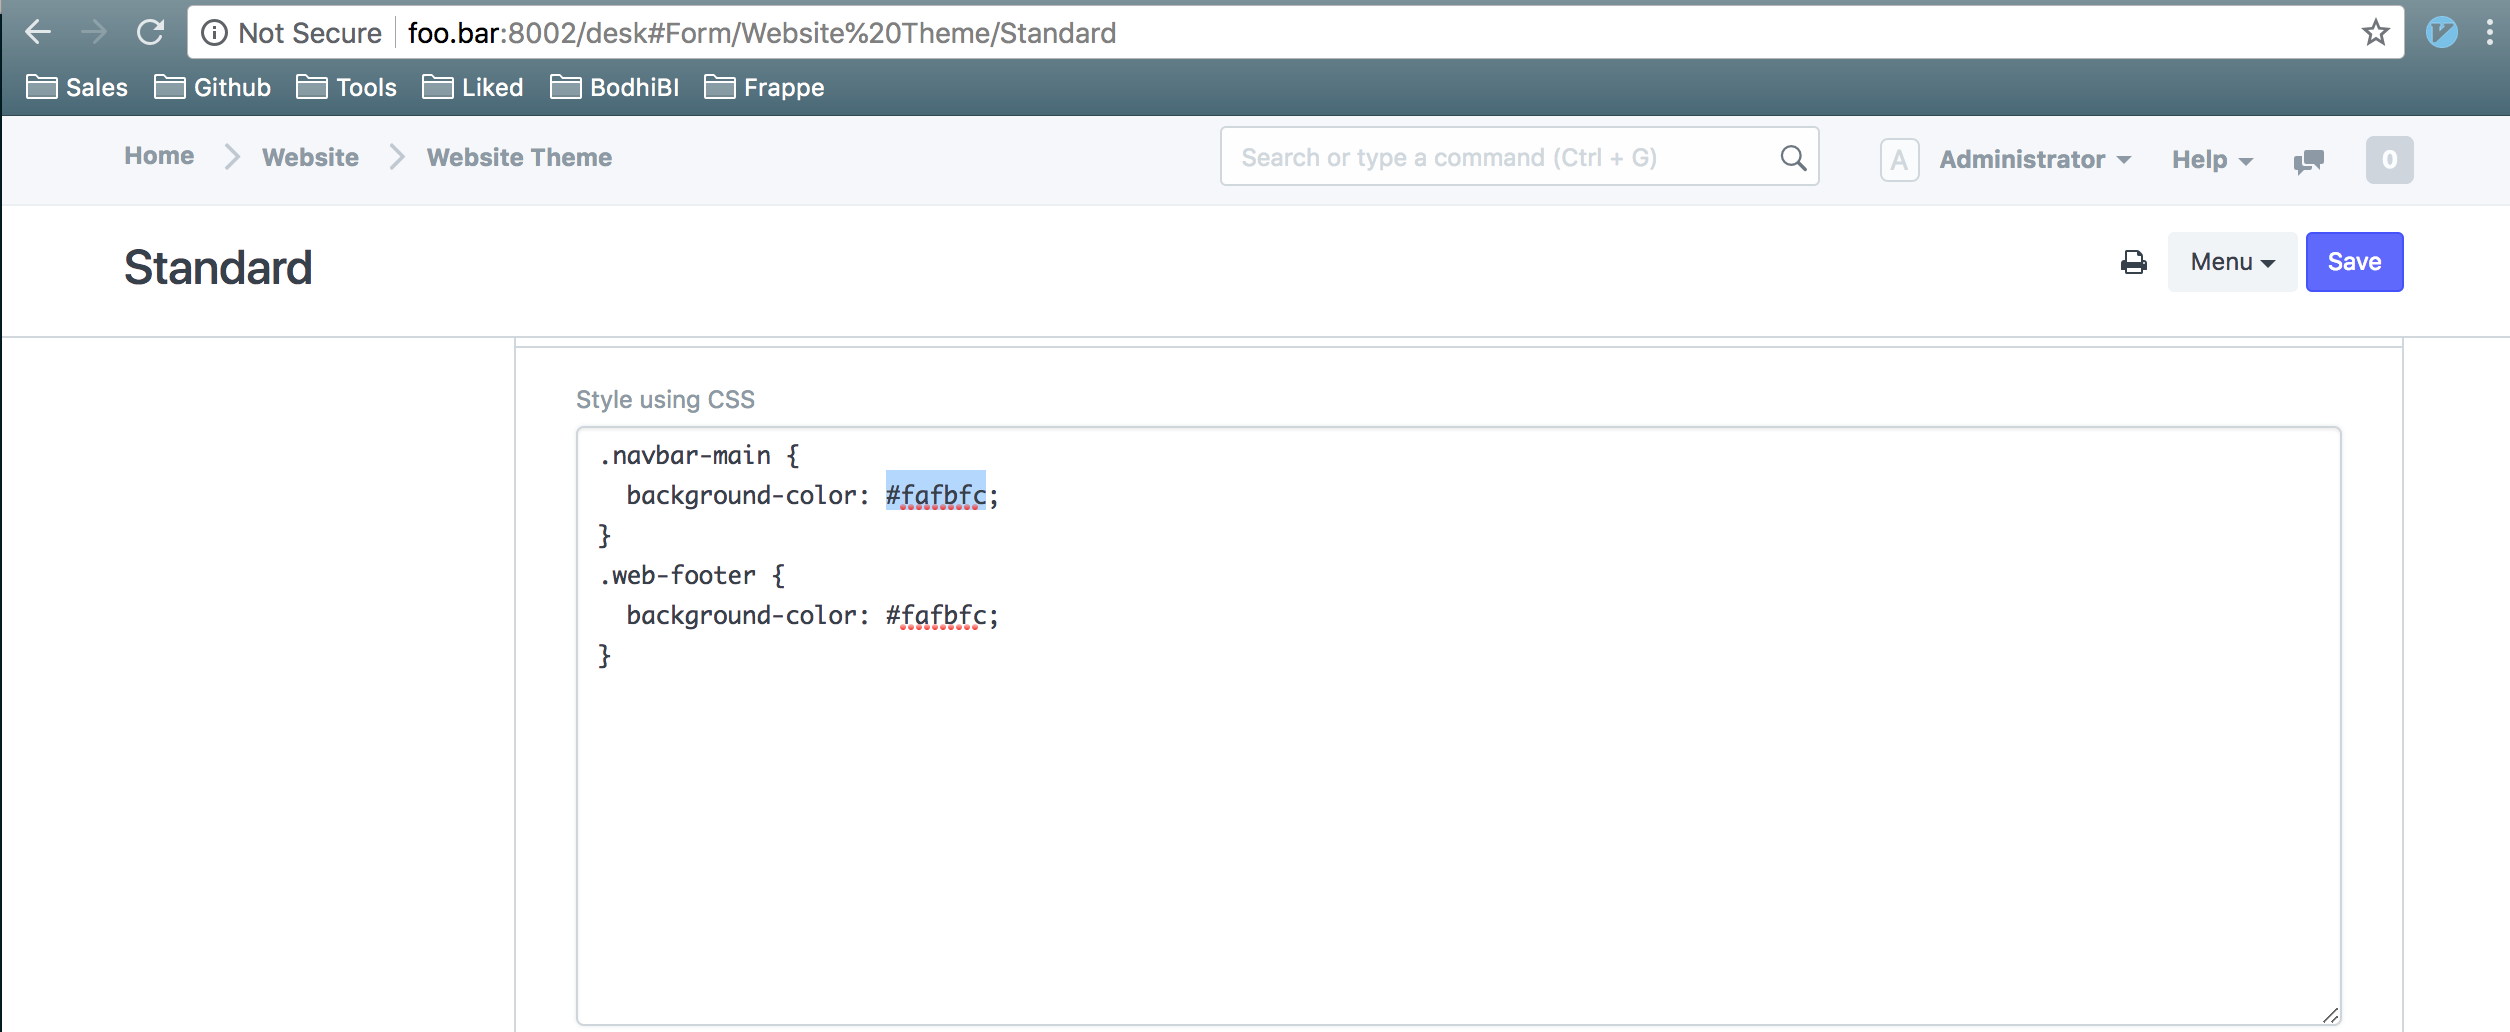 Not Secure foo.bar:8002/desk#Form/Website%20Theme/Standard
Sales Github Tools Liked BodhiBI Frappe
Home Website Website Theme Search or type a command (Ctrl + G) A Administrator Help 0
Standard Menu Save
Style using CSS
.navbar-main {
  background-color: #fafbfc;
}
.web-footer {
  background-color: #fafbfc;
}